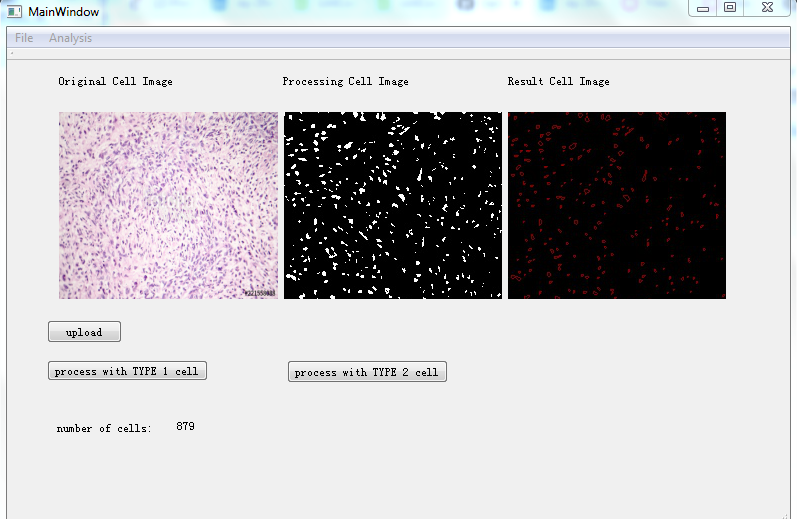 MainWindow
File Analysis
Original Cell Image Processing Cell Image Result Cell Image
upload
process with TYPE 1 cell process with TYPE 2 cell
number of cells: 879